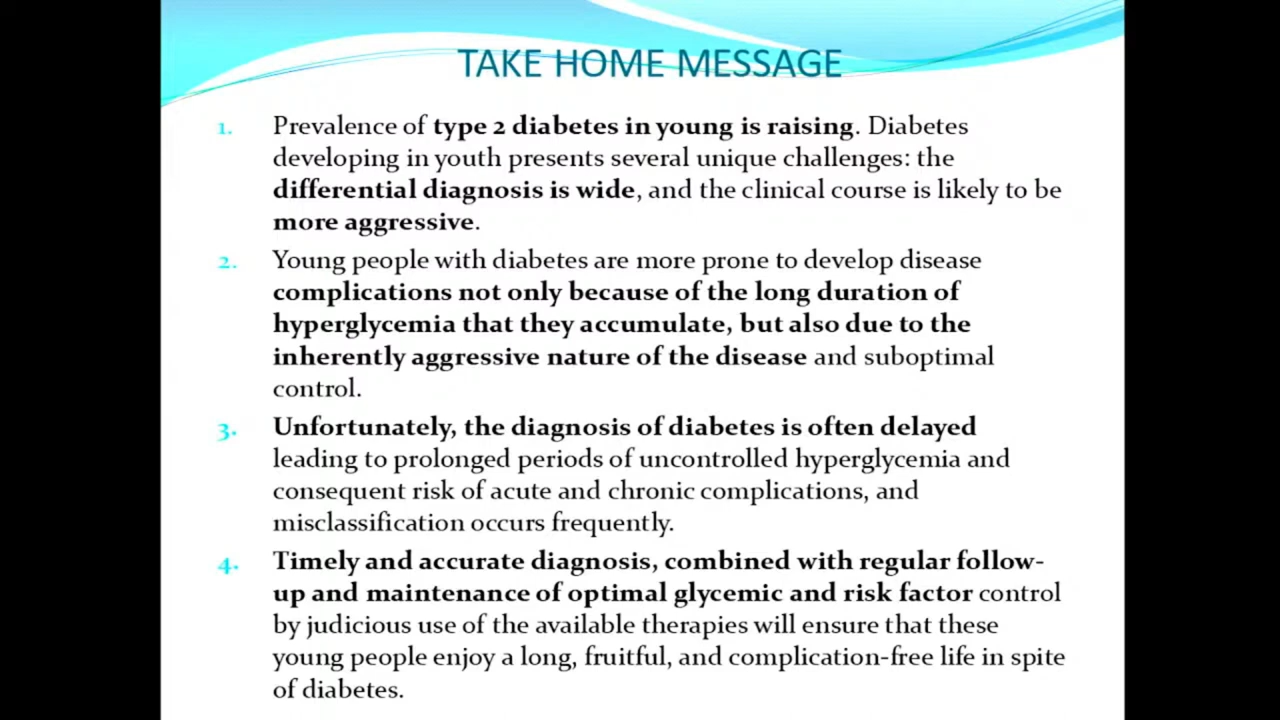 TAKE HOME MESSAGE
1. Prevalence of type 2 diabetes in young is raising. Diabetes
developing in youth presents several unique challenges: the
differential diagnosis is wide, and the clinical course is likely to be
more aggressive.
2. Young people with diabetes are more prone to develop disease
complications not only because of the long duration of
hyperglycemia that they accumulate, but also due to the
inherently aggressive nature of the disease and suboptimal
control.
3. Unfortunately, the diagnosis of diabetes is often delayed
leading to prolonged periods of uncontrolled hyperglycemia and
consequent risk of acute and chronic complications, and
misclassification occurs frequently.
4. Timely and accurate diagnosis, combined with regular follow-
up and maintenance of optimal glycemic and risk factor control
by judicious use of the available therapies will ensure that these
young people enjoy a long, fruitful, and complication-free life in spite
of diabetes.